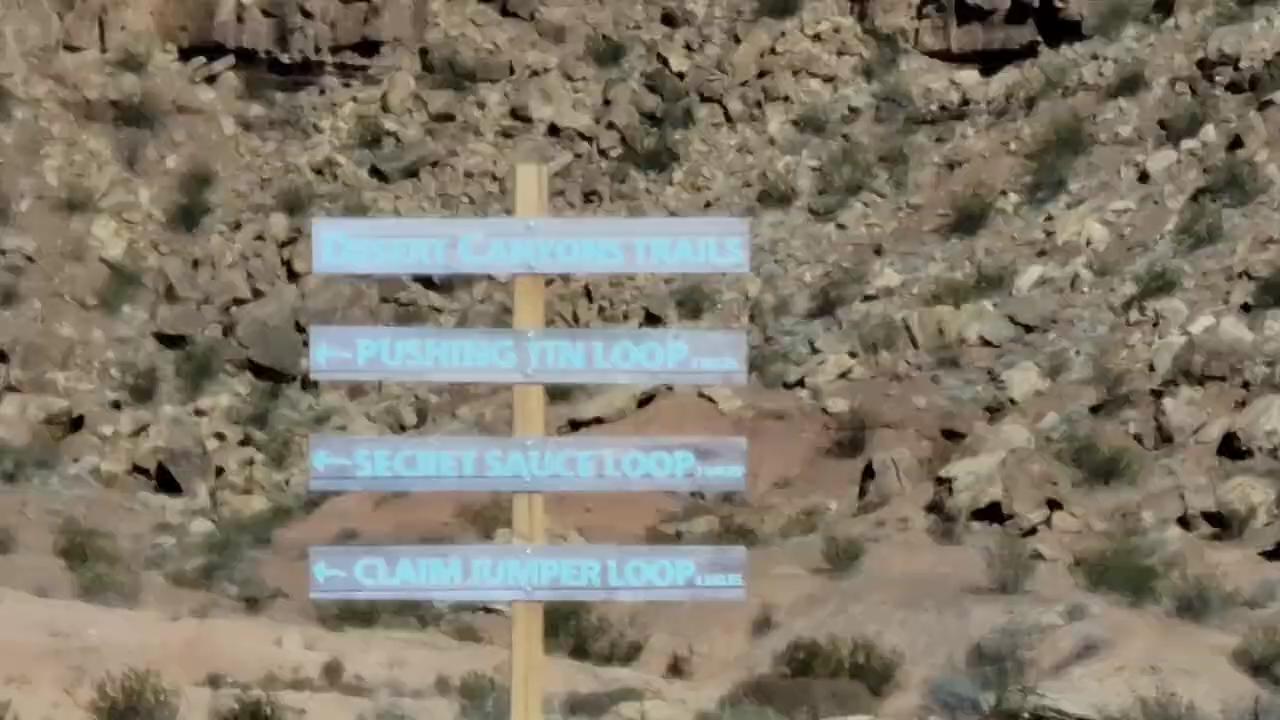 DESERT CANYONS TRAILS
← PUSHING TIN LOOP
← SECRET SAUCE LOOP
← CLAIM JUMPER LOOP